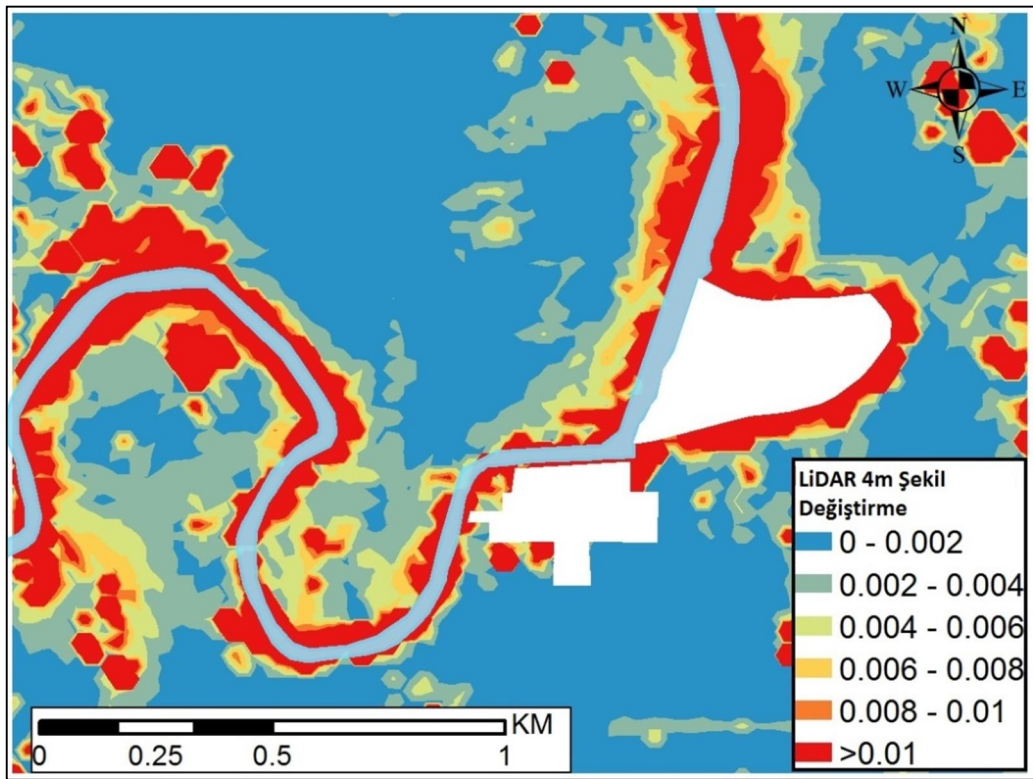 N
W E
S
LiDAR 4m Şekil
Değiştirme
0 - 0.002
0.002 - 0.004
0.004 - 0.006
0.006 - 0.008
0.008 - 0.01
>0.01
KM
0 0.25 0.5 1